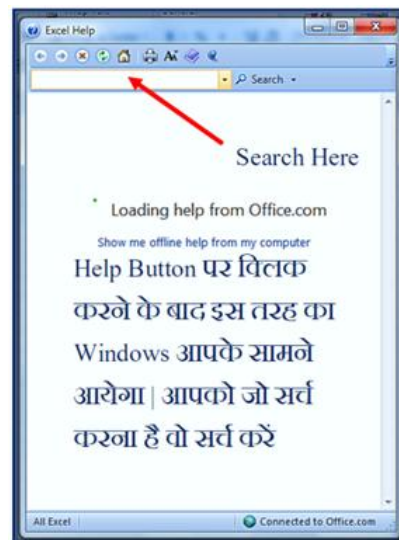 Excel Help
Search
Search Here
Loading help from Office.com
Show me offline help from my computer
Help Button पर क्लिक
करने के बाद इस तरह का
Windows आपके सामने
आयेगा | आपको जो सर्च
करना है वो सर्च करें
All Excel
Connected to Office.com